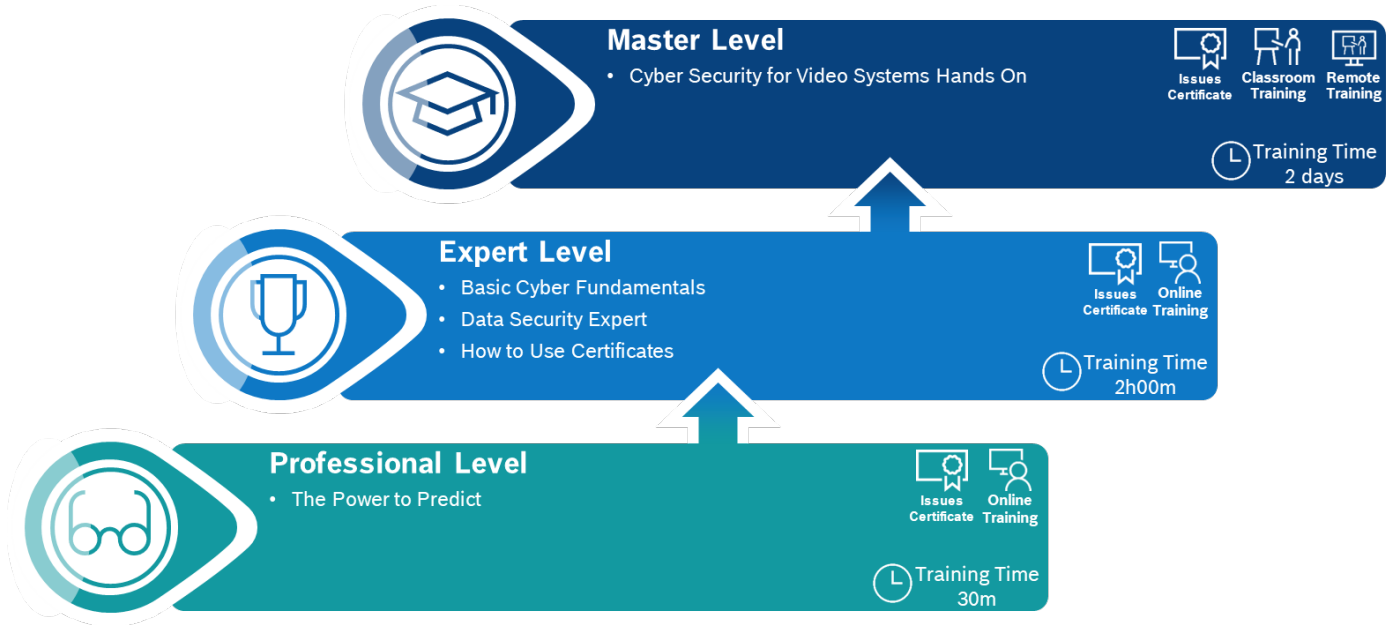 Master Level
• Cyber Security for Video Systems Hands On
Issues Certificate
Classroom Training
Remote Training
Training Time
2 days
Expert Level
• Basic Cyber Fundamentals
• Data Security Expert
• How to Use Certificates
Issues Certificate
Online Training
Training Time
2h00m
Professional Level
• The Power to Predict
Issues Certificate
Online Training
Training Time
30m